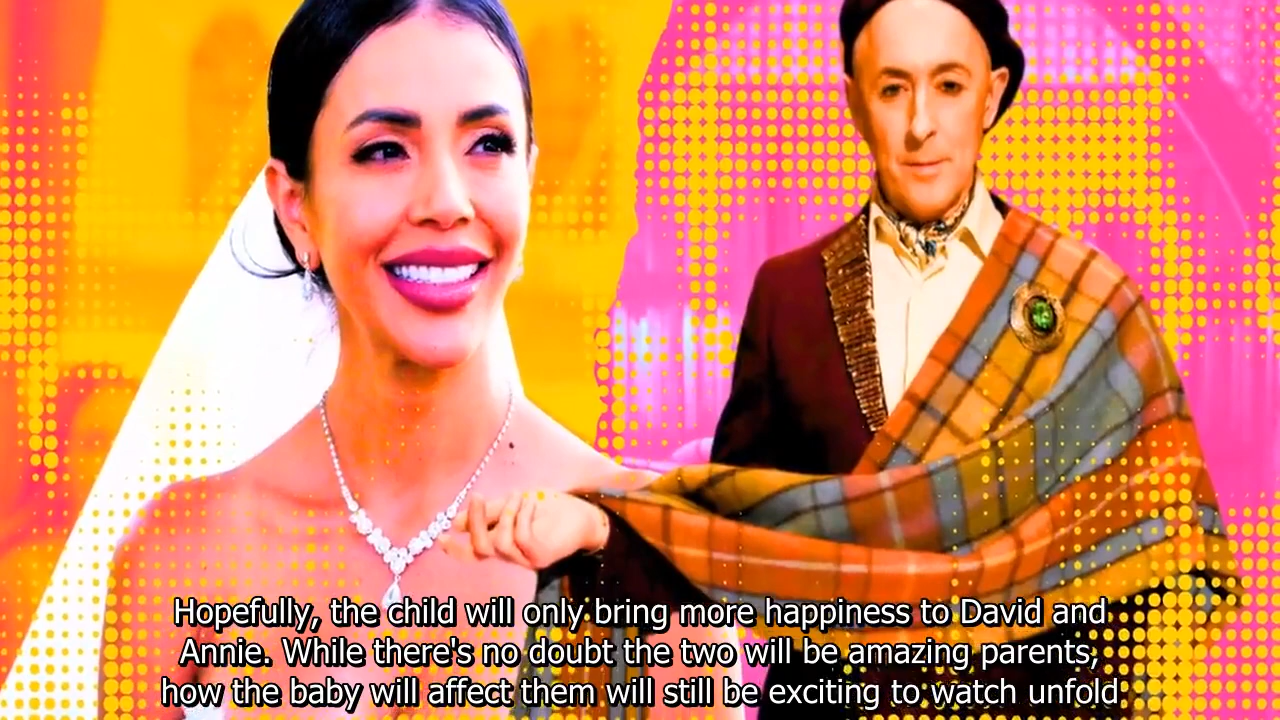 Hopefully, the child will only bring more happiness to David and
Annie. While there's no doubt the two will be amazing parents,
how the baby will affect them will still be exciting to watch unfold